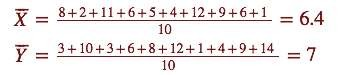 X̅ = (8+2+11+6+5+4+12+9+6+1)/10 = 6.4
Y̅ = (3+10+3+6+8+12+1+4+9+14)/10 = 7